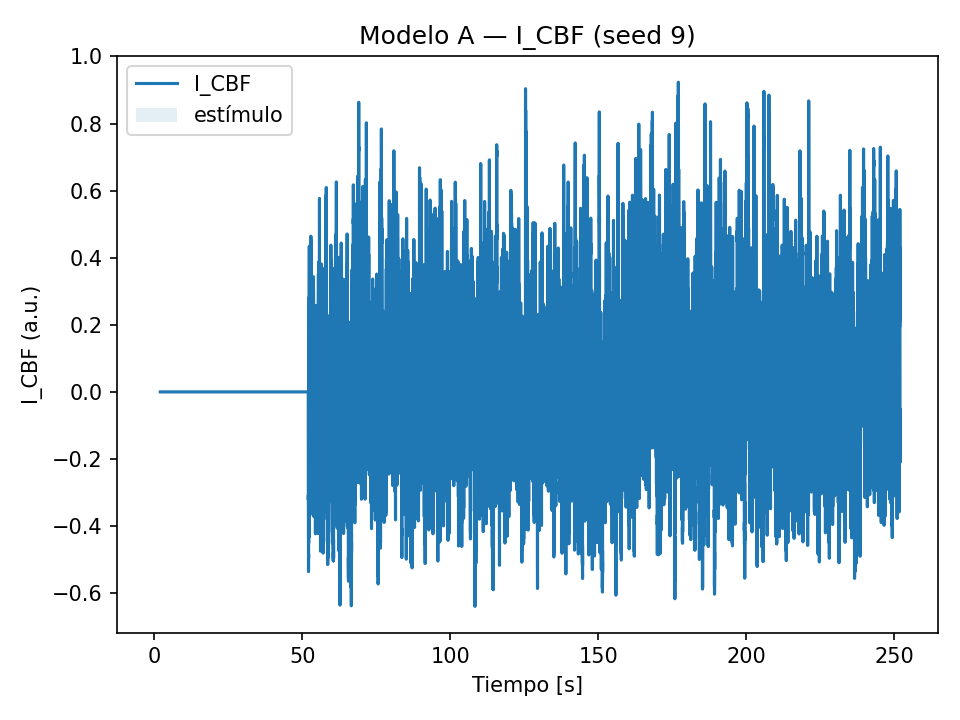 Modelo A — I_CBF (seed 9)
I_CBF
estímulo
I_CBF (a.u.)
1.0
0.8
0.6
0.4
0.2
0.0
−0.2
−0.4
−0.6
0 50 100 150 200 250
Tiempo [s]